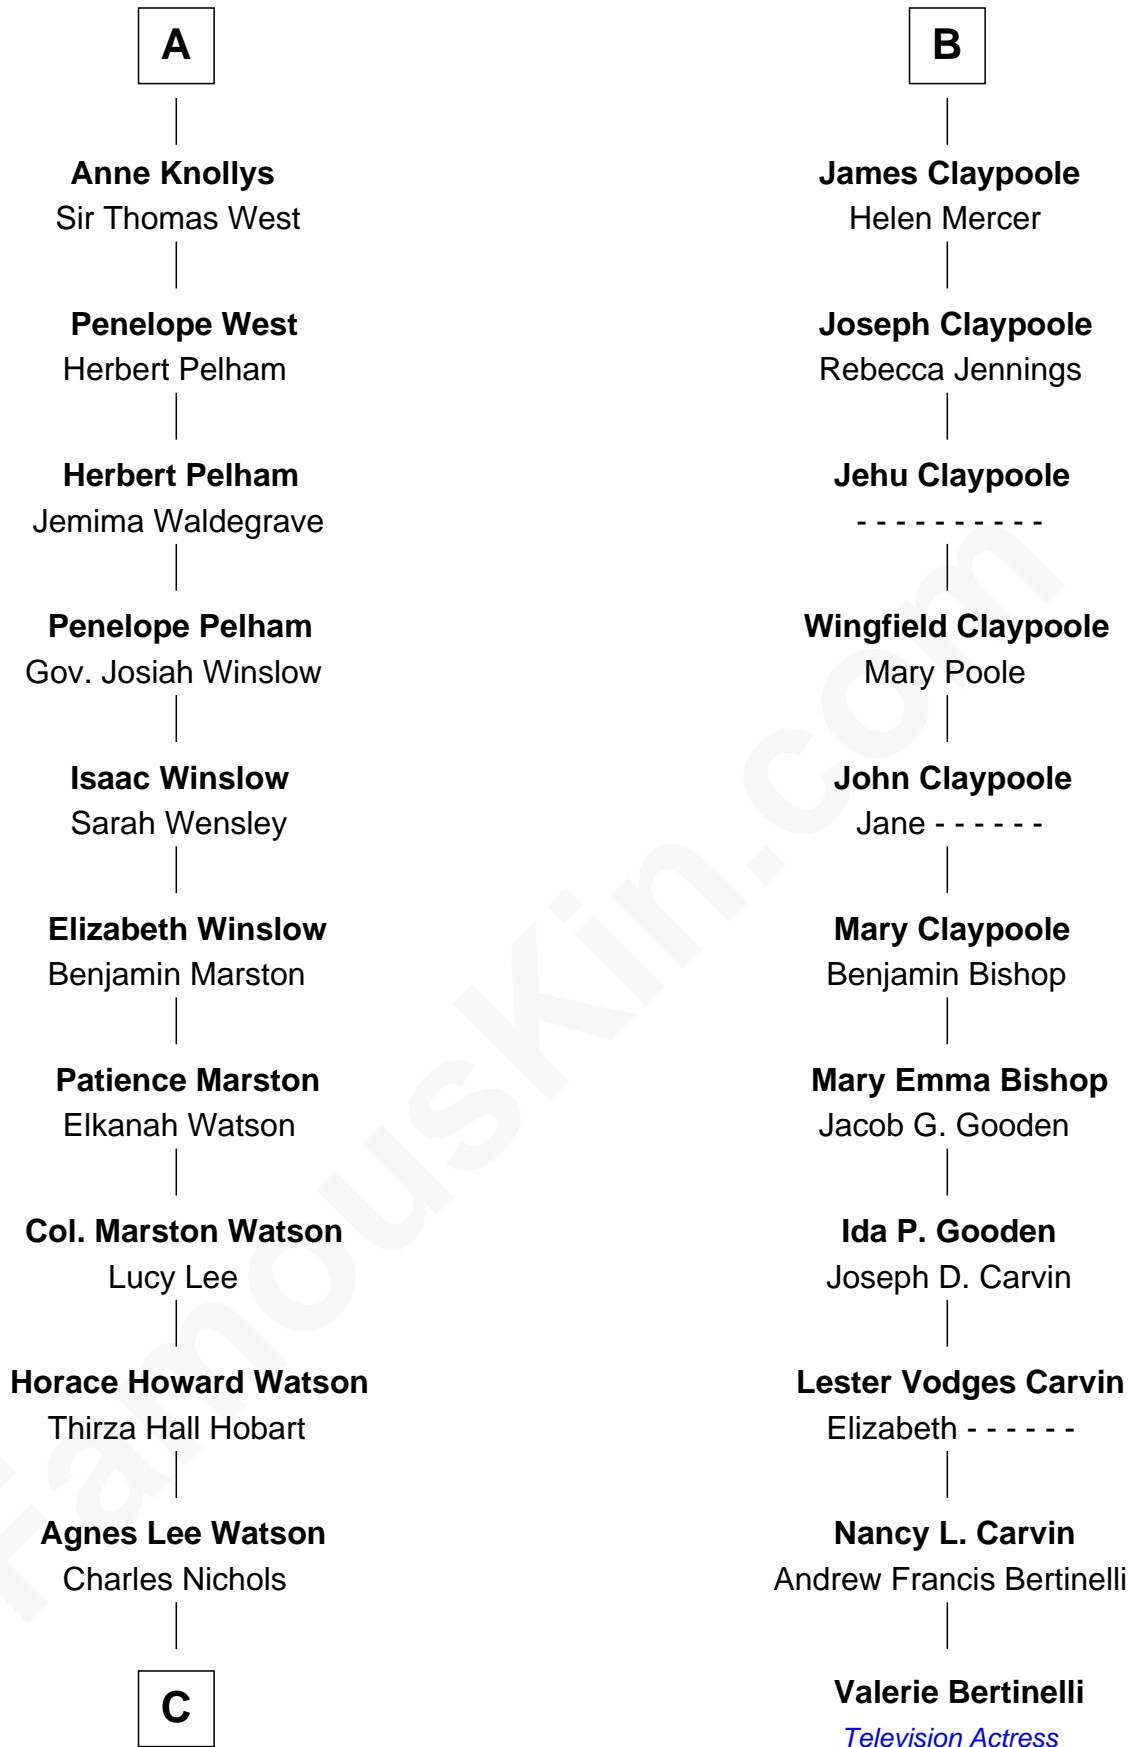 A
Anne Knollys
Sir Thomas West
Penelope West
Herbert Pelham
Herbert Pelham
Jemima Waldegrave
Penelope Pelham
Gov. Josiah Winslow
Isaac Winslow
Sarah Wensley
Elizabeth Winslow
Benjamin Marston
Patience Marston
Elkanah Watson
Col. Marston Watson
Lucy Lee
Horace Howard Watson
Thirza Hall Hobart
Agnes Lee Watson
Charles Nichols
C
B
James Claypoole
Helen Mercer
Joseph Claypoole
Rebecca Jennings
Jehu Claypoole
- - - - - - - - - -
Wingfield Claypoole
Mary Poole
John Claypoole
Jane - - - - - -
Mary Claypoole
Benjamin Bishop
Mary Emma Bishop
Jacob G. Gooden
Ida P. Gooden
Joseph D. Carvin
Lester Vodges Carvin
Elizabeth - - - - - -
Nancy L. Carvin
Andrew Francis Bertinelli
Valerie Bertinelli
Television Actress
FamousKin.com